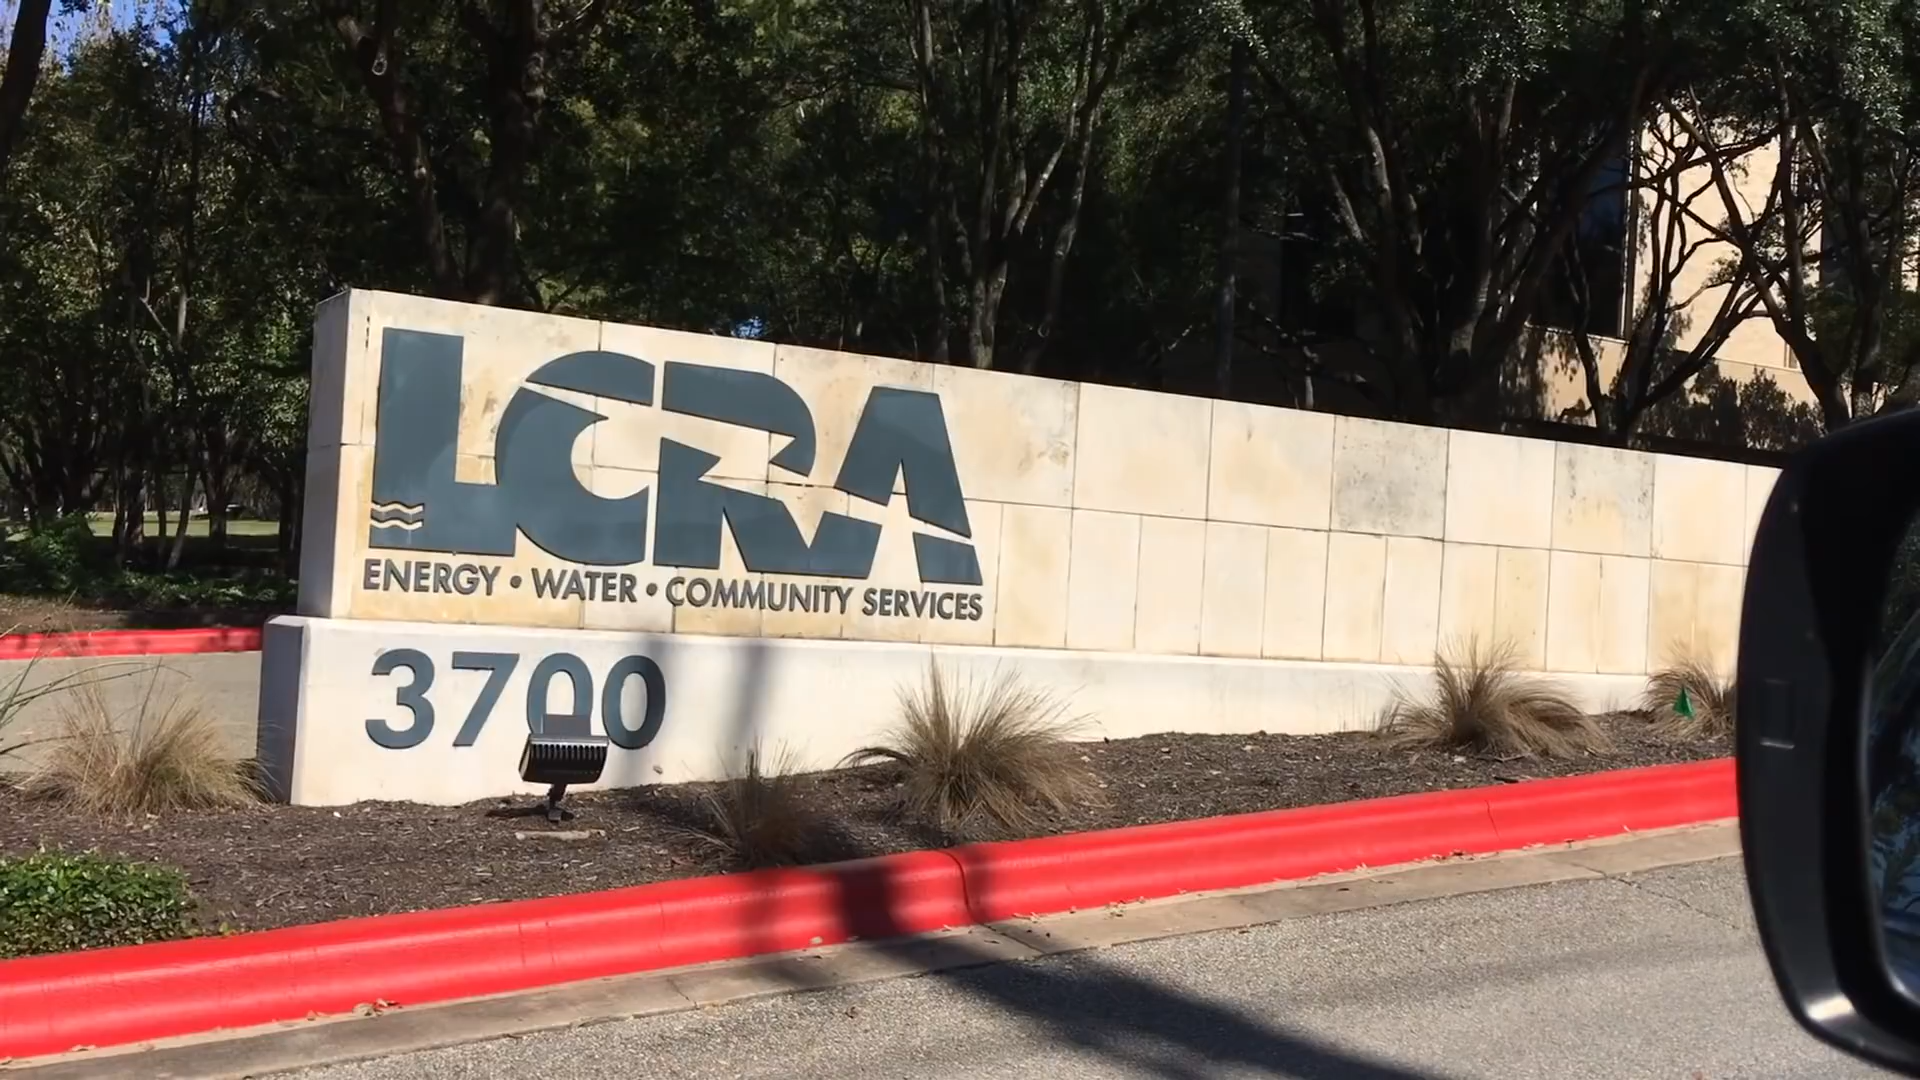 LCRA
ENERGY • WATER • COMMUNITY SERVICES
3700